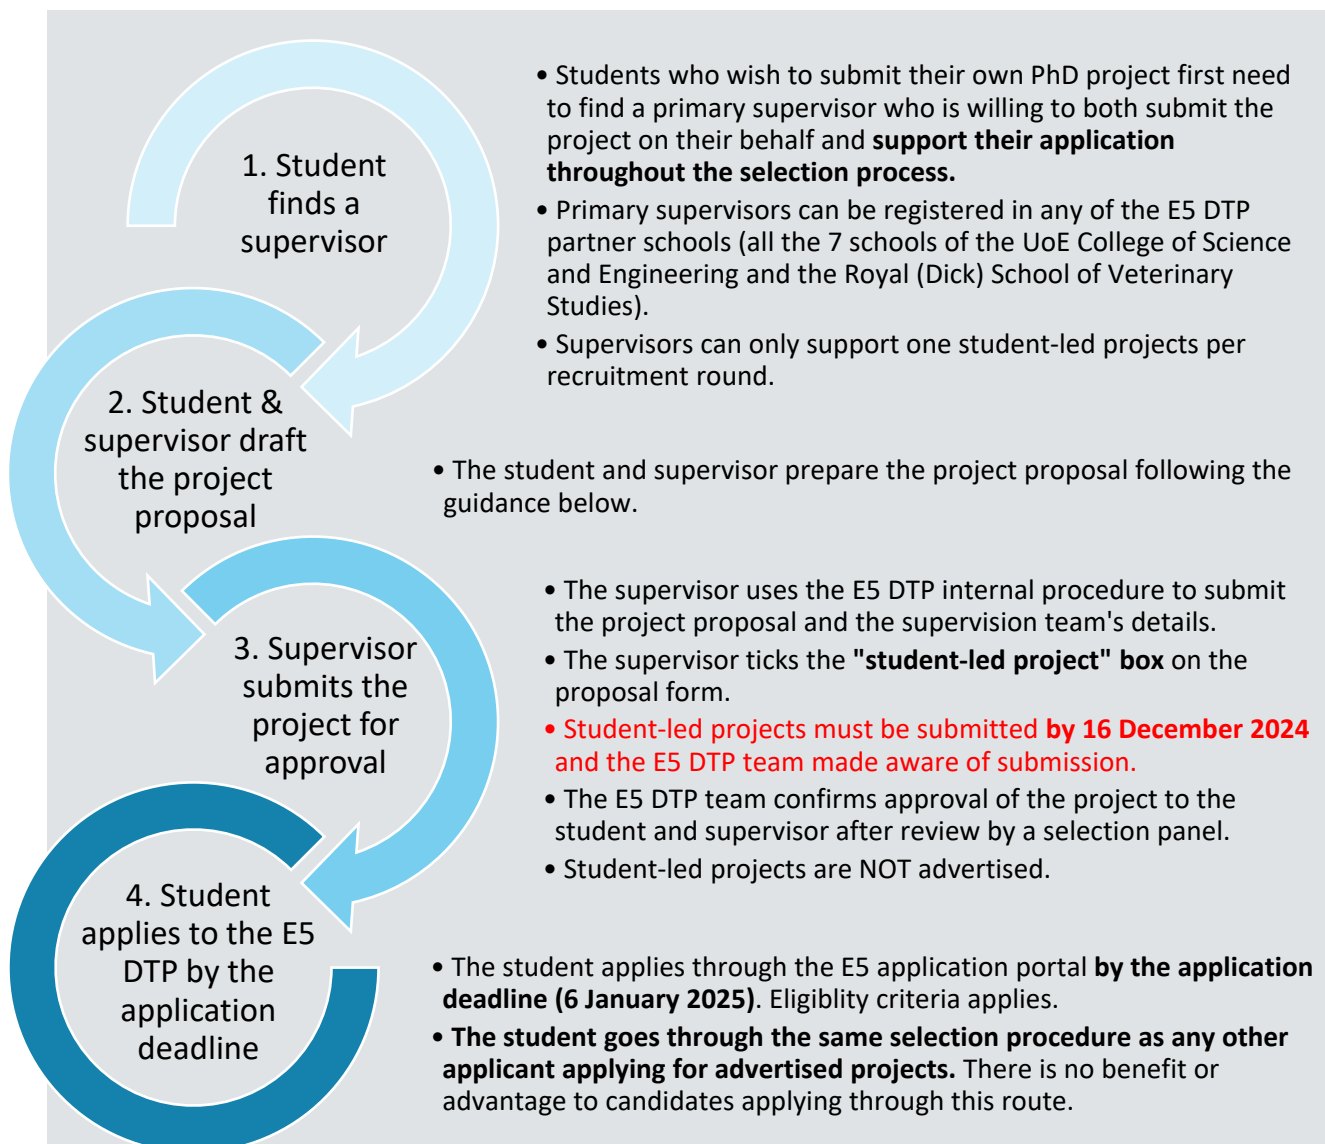 1. Student
finds a
supervisor
• Students who wish to submit their own PhD project first need
to find a primary supervisor who is willing to both submit the
project on their behalf and support their application
throughout the selection process.
• Primary supervisors can be registered in any of the E5 DTP
partner schools (all the 7 schools of the UoE College of Science
and Engineering and the Royal (Dick) School of Veterinary
Studies).
• Supervisors can only support one student-led projects per
recruitment round.
2. Student &
supervisor draft
the project
proposal
• The student and supervisor prepare the project proposal following the
guidance below.
3. Supervisor
submits the
project for
approval
• The supervisor uses the E5 DTP internal procedure to submit
the project proposal and the supervision team's details.
• The supervisor ticks the "student-led project" box on the
proposal form.
• Student-led projects must be submitted by 16 December 2024
and the E5 DTP team made aware of submission.
• The E5 DTP team confirms approval of the project to the
student and supervisor after review by a selection panel.
• Student-led projects are NOT advertised.
4. Student
applies to the E5
DTP by the
application
deadline
• The student applies through the E5 application portal by the application
deadline (6 January 2025). Eligiblity criteria applies.
• The student goes through the same selection procedure as any other
applicant applying for advertised projects. There is no benefit or
advantage to candidates applying through this route.